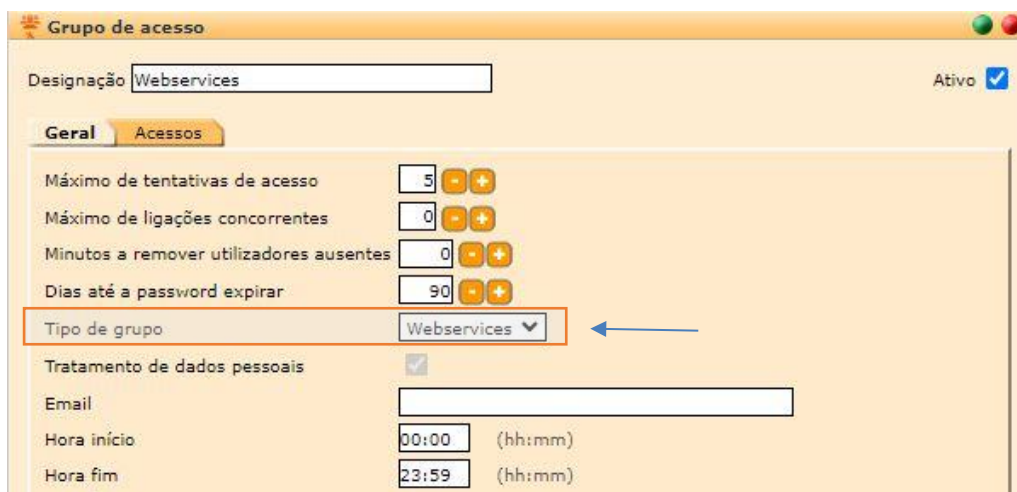 Grupo de acesso
Designação Webservices Ativo
Geral Acessos
Máximo de tentativas de acesso 5 - +
Máximo de ligações concorrentes 0 - +
Minutos a remover utilizadores ausentes 0 - +
Dias até a password expirar 90 - +
Tipo de grupo Webservices
Tratamento de dados pessoais
Email
Hora início 00:00 (hh:mm)
Hora fim 23:59 (hh:mm)